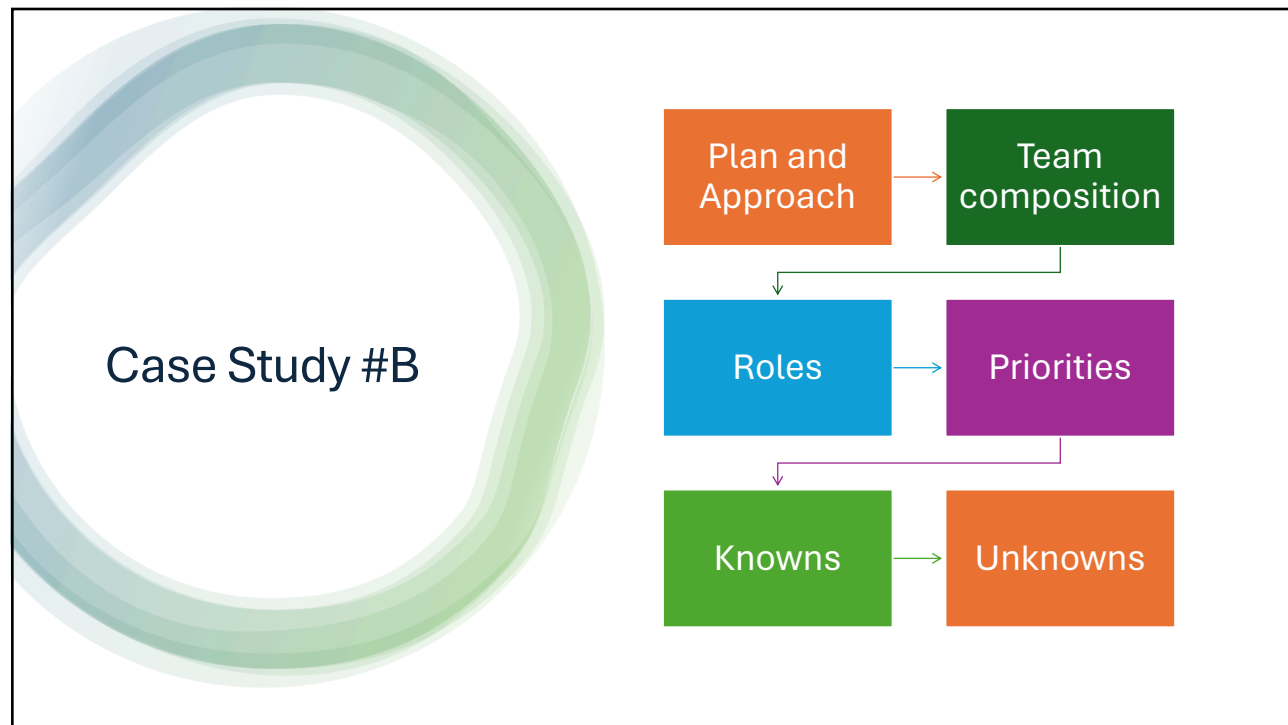 Case Study #B
Plan and
Approach
Team
composition
Roles
Priorities
Knowns
Unknowns